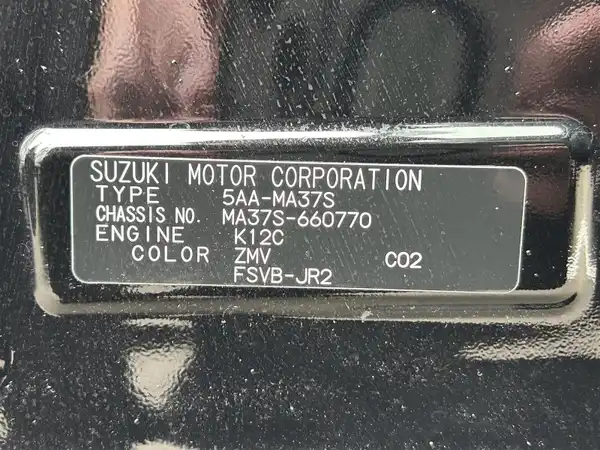 SUZUKI MOTOR CORPORATION
TYPE 5AA-MA37S
CHASSIS NO. MA37S-660770
ENGINE K12C
COLOR ZMV C02
FSVB-JR2